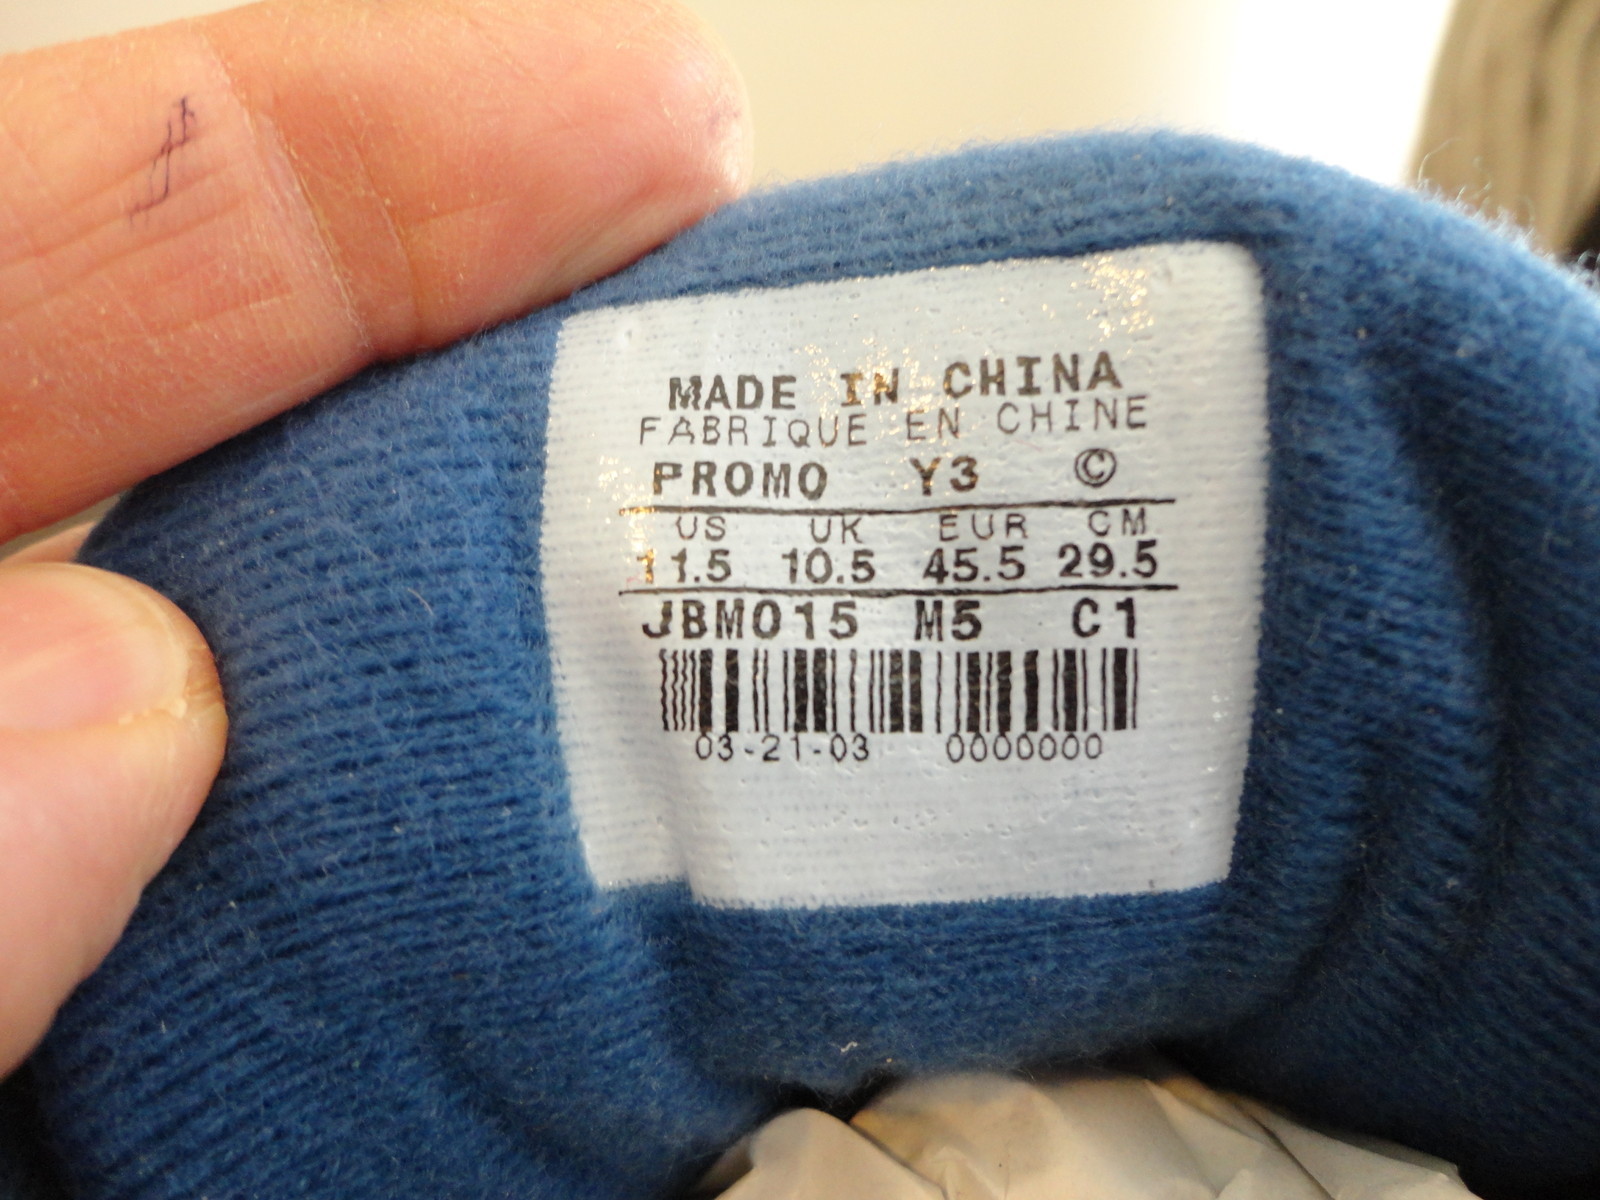 MADE IN CHINA
FABRIQUE EN CHINE
PROMO Y3 ©
US UK EUR CM
11.5 10.5 45.5 29.5
JBMO15 M5 C1
03-21-03 0000000